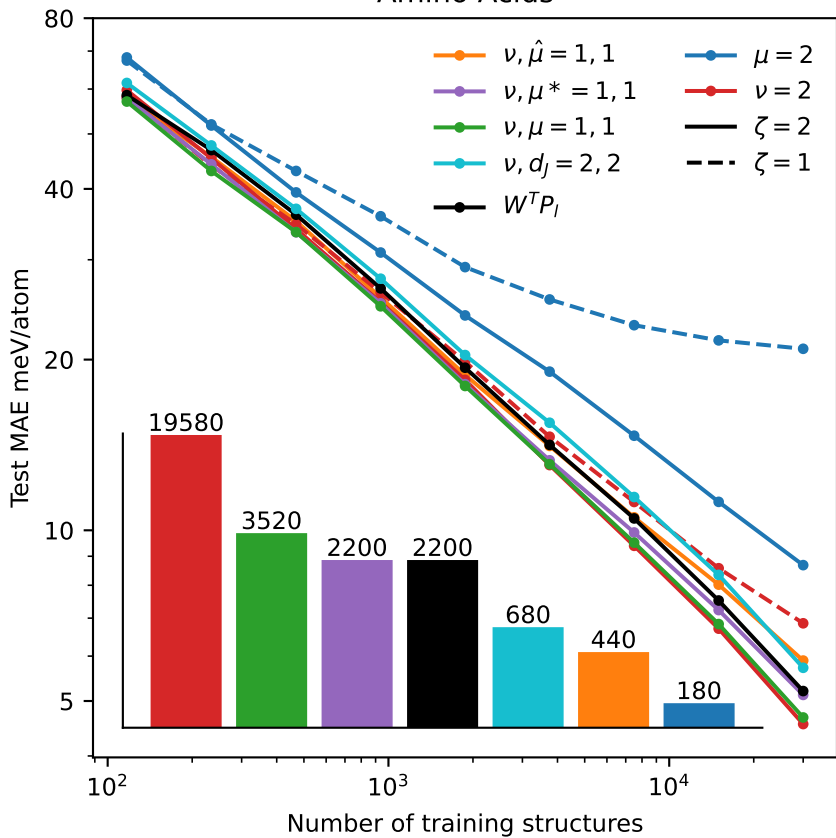 Amino Acids
80
40
20
10
5
Test MAE meV/atom
ν, μ̂ = 1, 1
ν, μ* = 1, 1
ν, μ = 1, 1
ν, d_J = 2, 2
W^T P_l
μ = 2
ν = 2
ζ = 2
ζ = 1
19580
3520
2200
2200
680
440
180
10²
10³
10⁴
Number of training structures